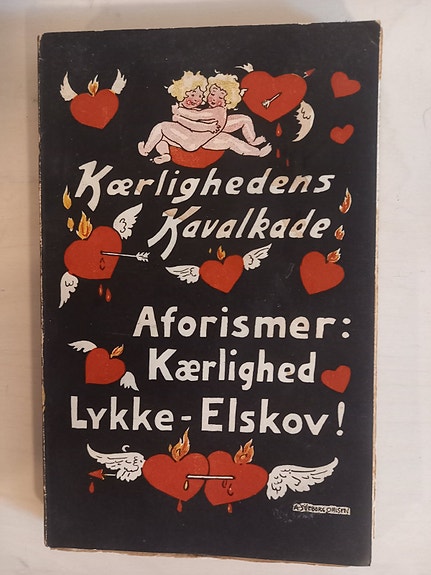 Kærlighedens
Kavalkade
Aforismer:
Kærlighed
Lykke-Elskov!